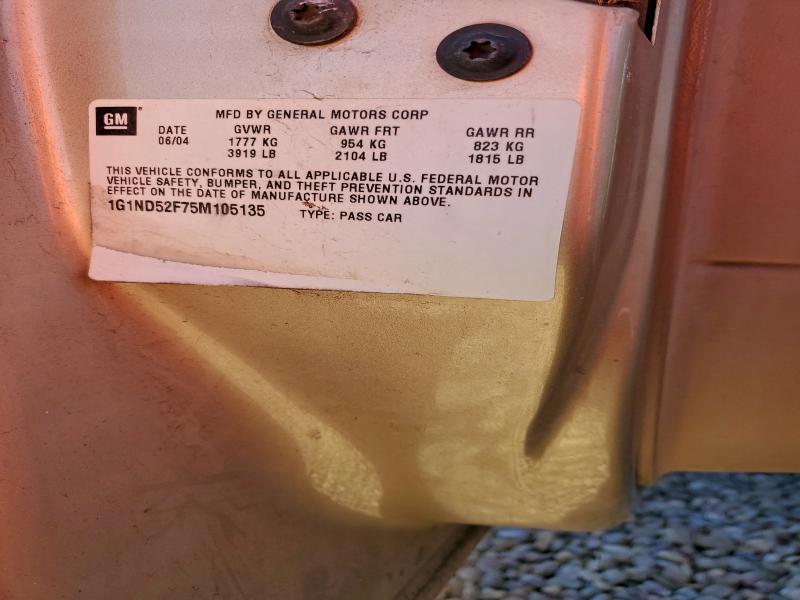 GM
MFD BY GENERAL MOTORS CORP
DATE GVWR GAWR FRT GAWR RR
06/04 1777 KG 954 KG 823 KG
3919 LB 2104 LB 1815 LB
THIS VEHICLE CONFORMS TO ALL APPLICABLE U.S. FEDERAL MOTOR
VEHICLE SAFETY, BUMPER, AND THEFT PREVENTION STANDARDS IN
EFFECT ON THE DATE OF MANUFACTURE SHOWN ABOVE.
1G1ND52F75M105135 TYPE: PASS CAR